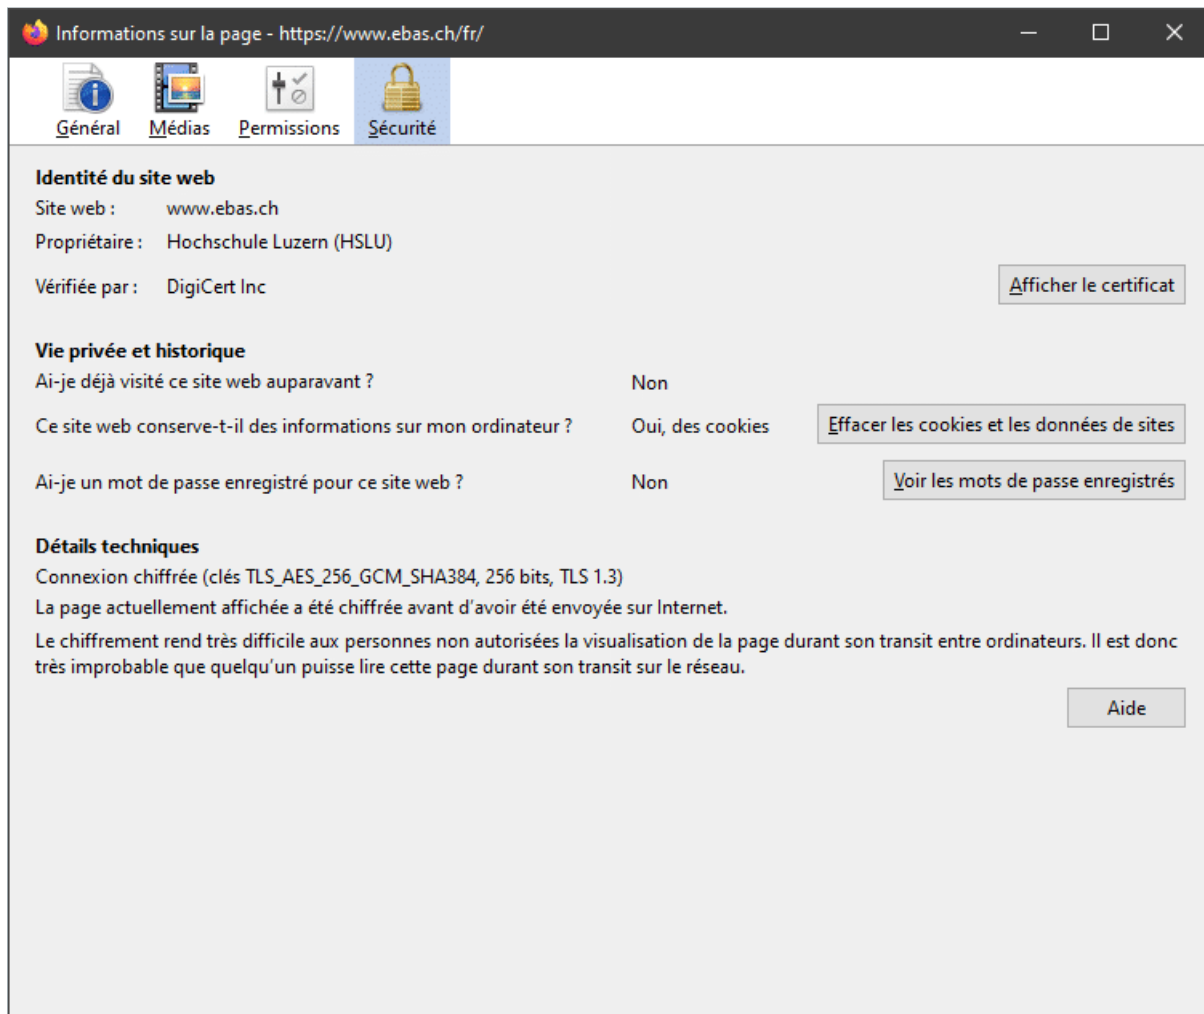 Informations sur la page - https://www.ebas.ch/fr/
Général Médias Permissions Sécurité
Identité du site web
Site web : www.ebas.ch
Propriétaire : Hochschule Luzern (HSLU)
Vérifiée par : DigiCert Inc Afficher le certificat
Vie privée et historique
Ai-je déjà visité ce site web auparavant ? Non
Ce site web conserve-t-il des informations sur mon ordinateur ? Oui, des cookies Effacer les cookies et les données de sites
Ai-je un mot de passe enregistré pour ce site web ? Non Voir les mots de passe enregistrés
Détails techniques
Connexion chiffrée (clés TLS_AES_256_GCM_SHA384, 256 bits, TLS 1.3)
La page actuellement affichée a été chiffrée avant d’avoir été envoyée sur Internet.
Le chiffrement rend très difficile aux personnes non autorisées la visualisation de la page durant son transit entre ordinateurs. Il est donc
très improbable que quelqu’un puisse lire cette page durant son transit sur le réseau.
Aide